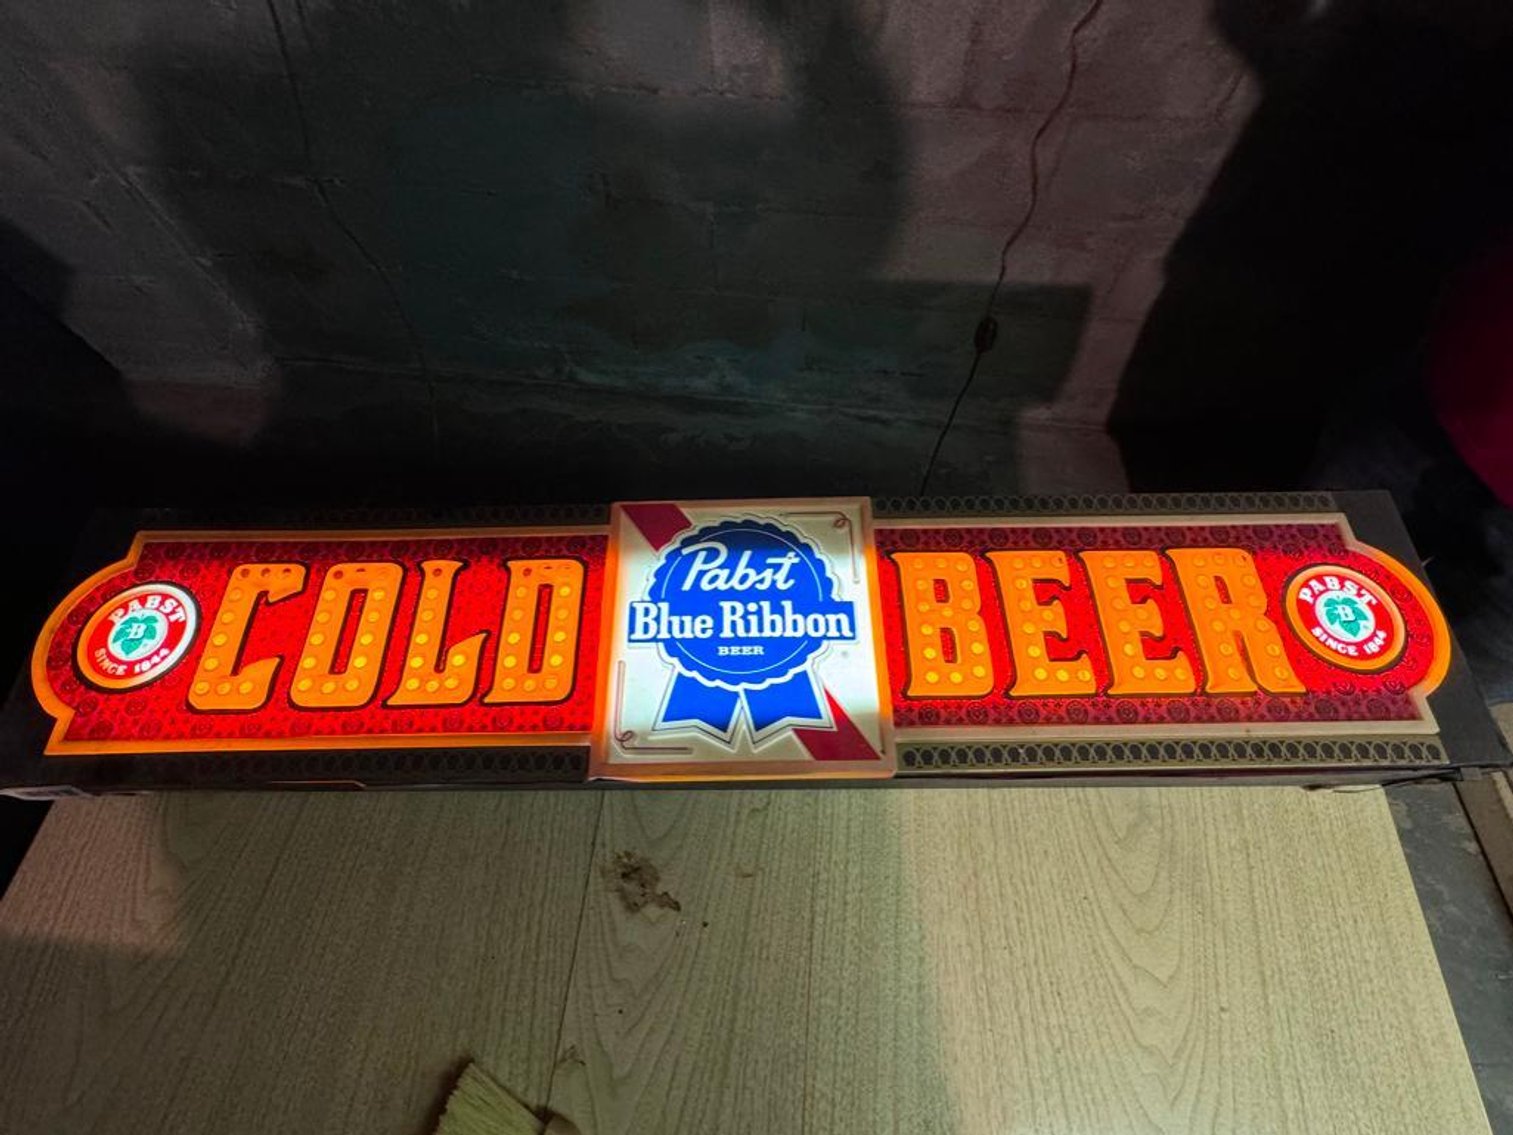 PABST
B
SINCE 1844
COLD
Pabst
Blue Ribbon
BEER
BEER
PABST
B
SINCE 1844